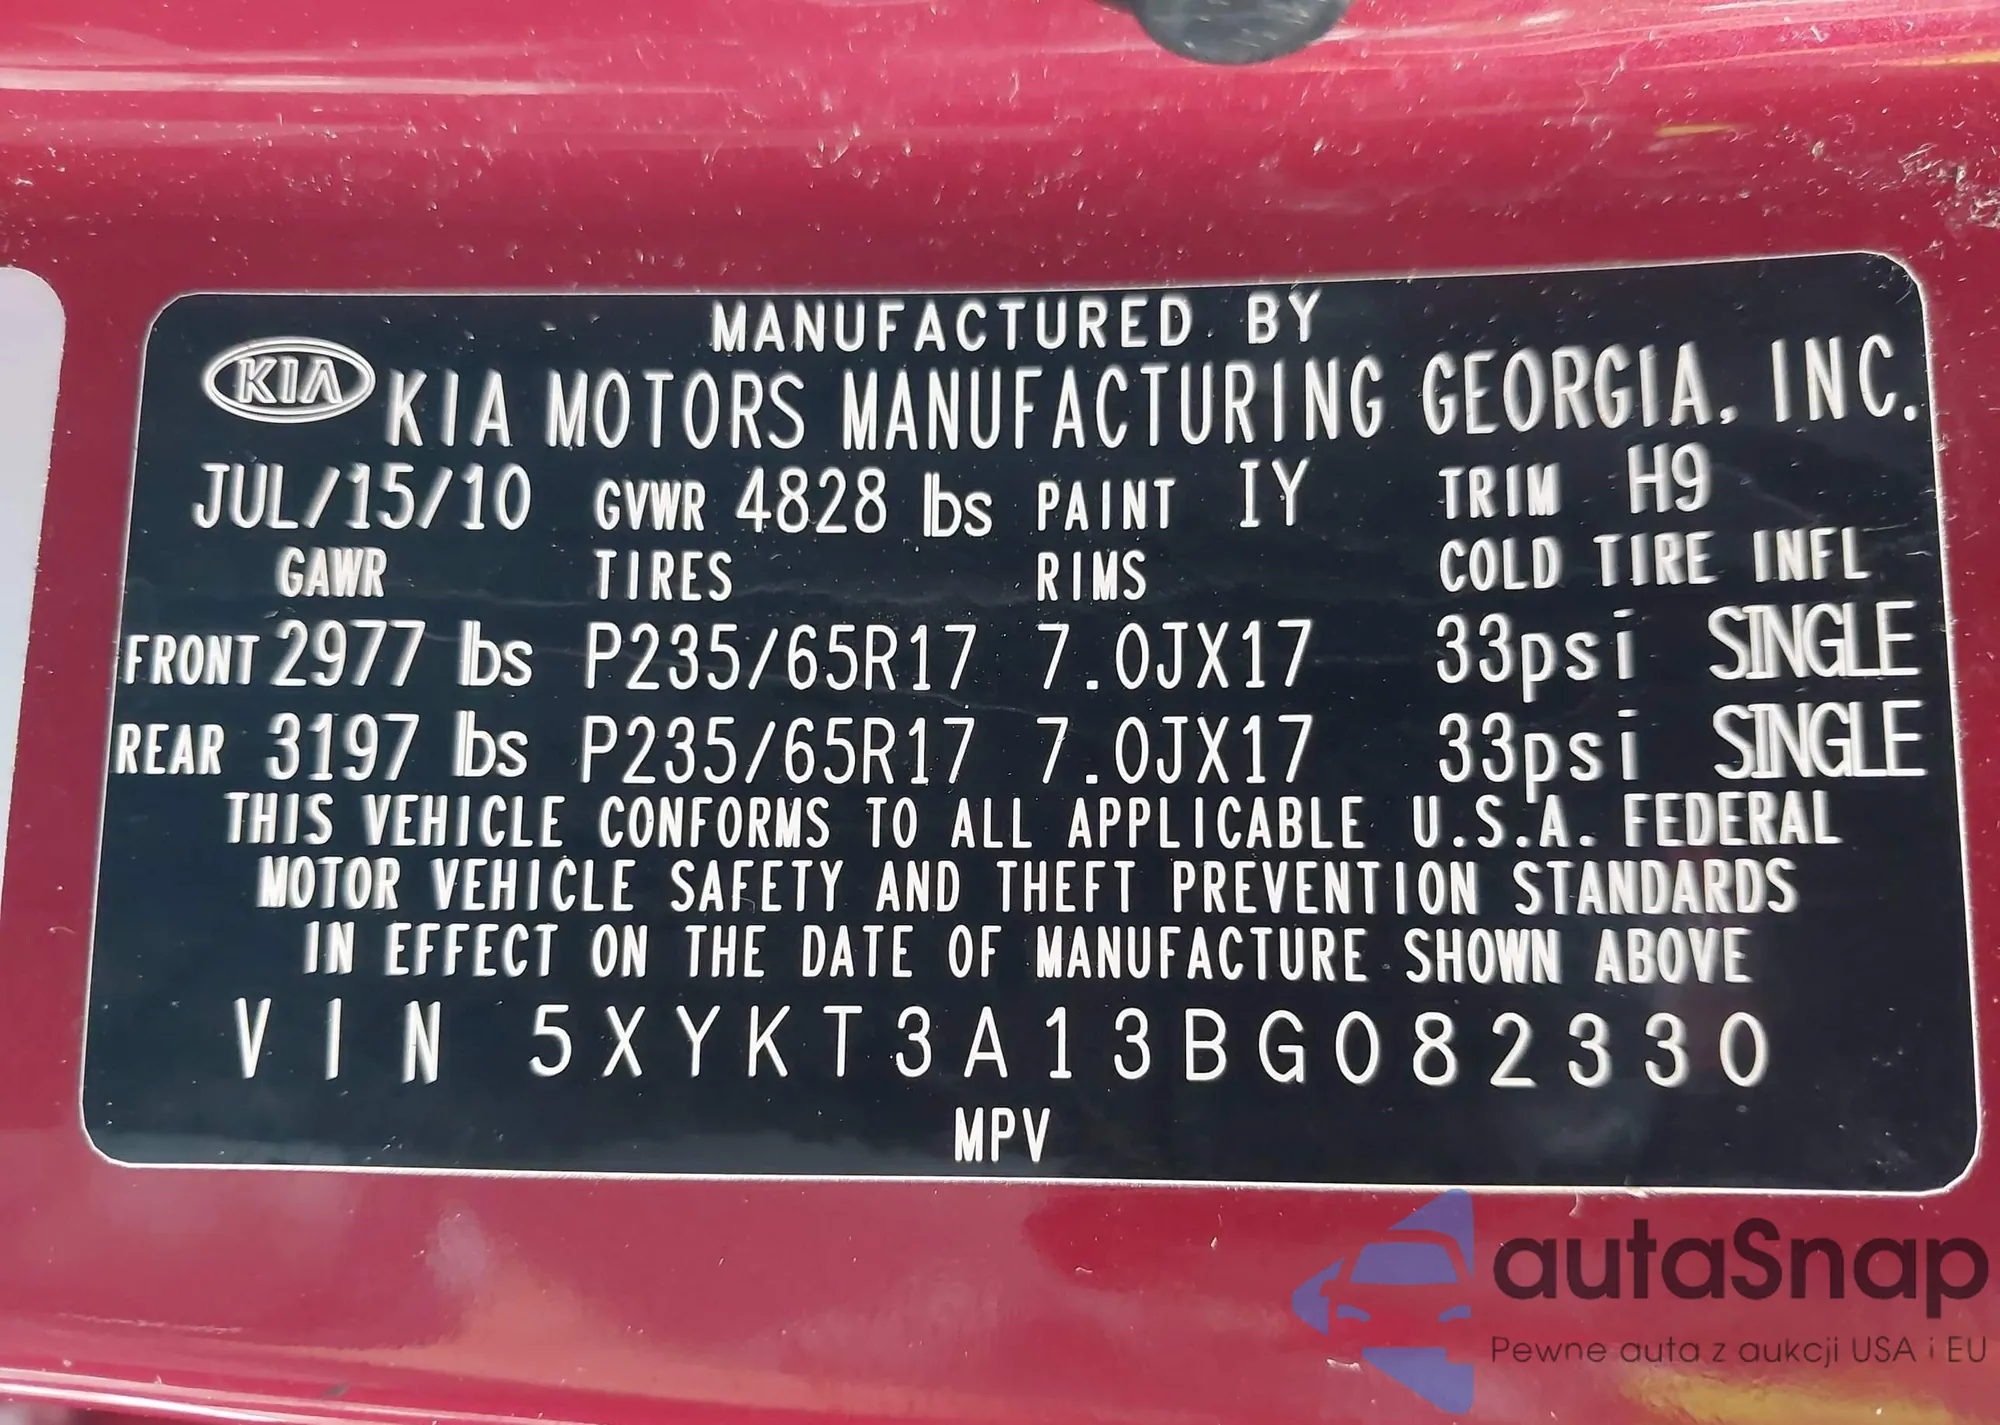 MANUFACTURED BY
KIA KIA MOTORS MANUFACTURING GEORGIA, INC.
JUL/15/10 GVWR 4828 lbs PAINT IY TRIM H9
GAWR TIRES RIMS COLD TIRE INFL
FRONT 2977 lbs P235/65R17 7.0JX17 33psi SINGLE
REAR 3197 lbs P235/65R17 7.0JX17 33psi SINGLE
THIS VEHICLE CONFORMS TO ALL APPLICABLE U.S.A. FEDERAL
MOTOR VEHICLE SAFETY AND THEFT PREVENTION STANDARDS
IN EFFECT ON THE DATE OF MANUFACTURE SHOWN ABOVE
VIN 5XYKT3A13BG082330
MPV
autaSnap
Pewne auta z aukcji USA i EU